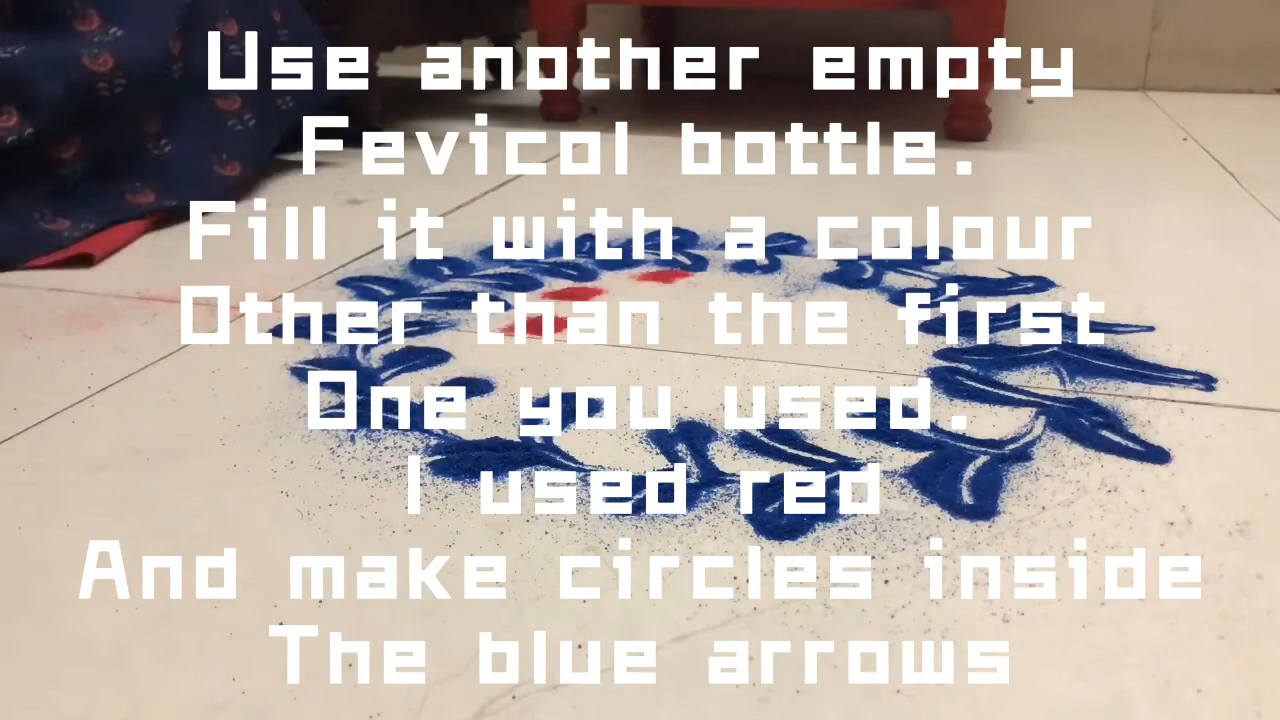 Use another empty
Fevicol bottle.
Fill it with a colour
Other than the first
One you used.
I used red
And make circles inside
The blue arrows